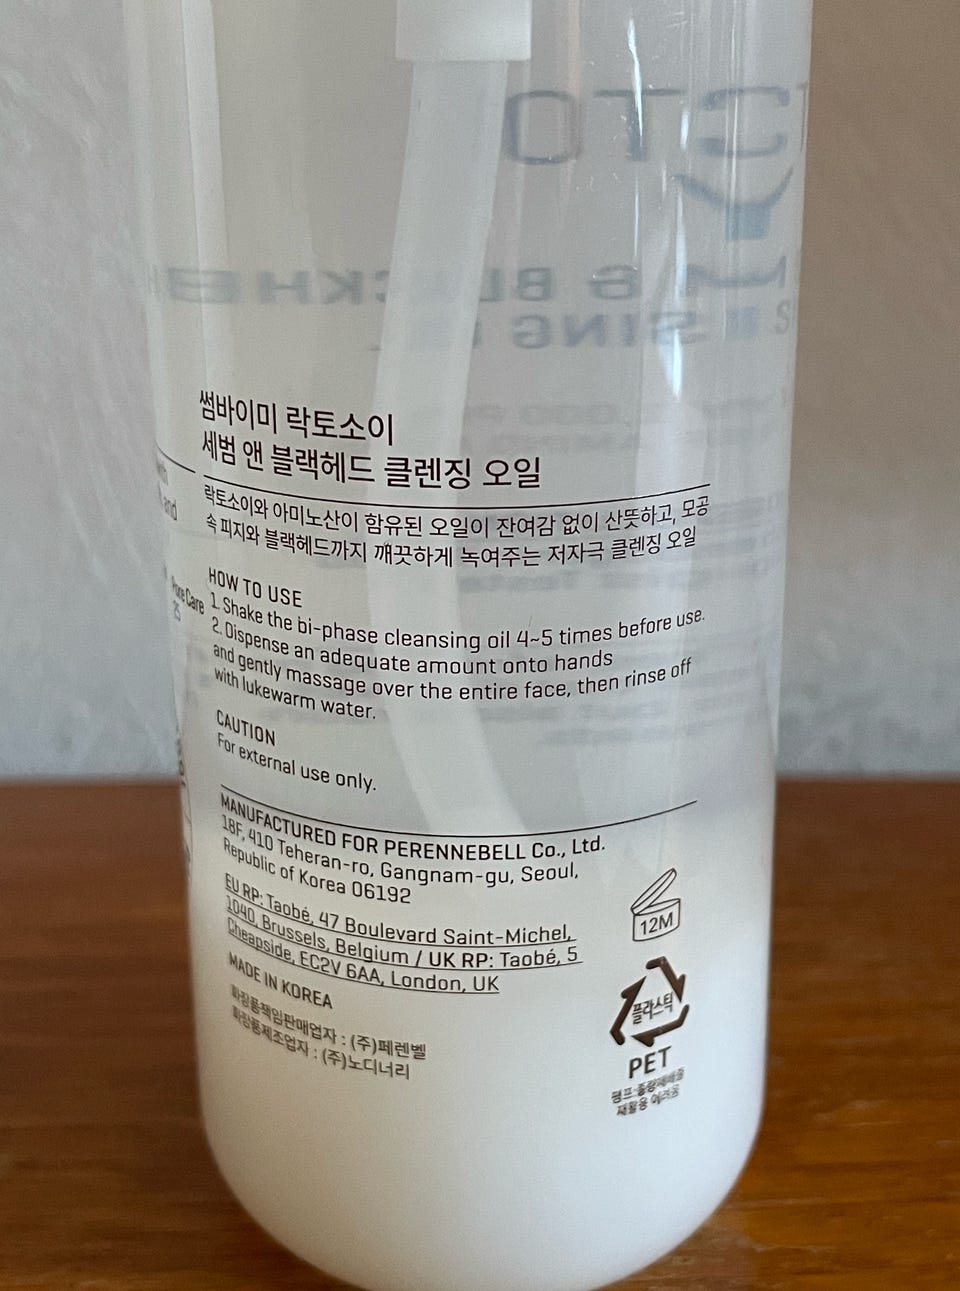 썸바이미 락토소이
세범 앤 블랙헤드 클렌징 오일
락토소이와 아미노산이 함유된 오일이 잔여감 없이 산뜻하고, 모공
속 피지와 블랙헤드까지 깨끗하게 녹여주는 저자극 클렌징 오일
HOW TO USE
1. Shake the bi-phase cleansing oil 4~5 times before use.
2. Dispense an adequate amount onto hands
and gently massage over the entire face, then rinse off
with lukewarm water.
CAUTION
For external use only.
MANUFACTURED FOR PERENNEBELL Co., Ltd.
18F, 410 Teheran-ro, Gangnam-gu, Seoul,
Republic of Korea 06192
EU RP: Taobé, 47 Boulevard Saint-Michel,
1040, Brussels, Belgium / UK RP: Taobé, 5
Cheapside, EC2V 6AA, London, UK
MADE IN KOREA
화장품책임판매업자 : (주)페렌벨
화장품제조업자 : (주)노디너리
12M
플라스틱
PET
재활용 어려움
and
Pore Care